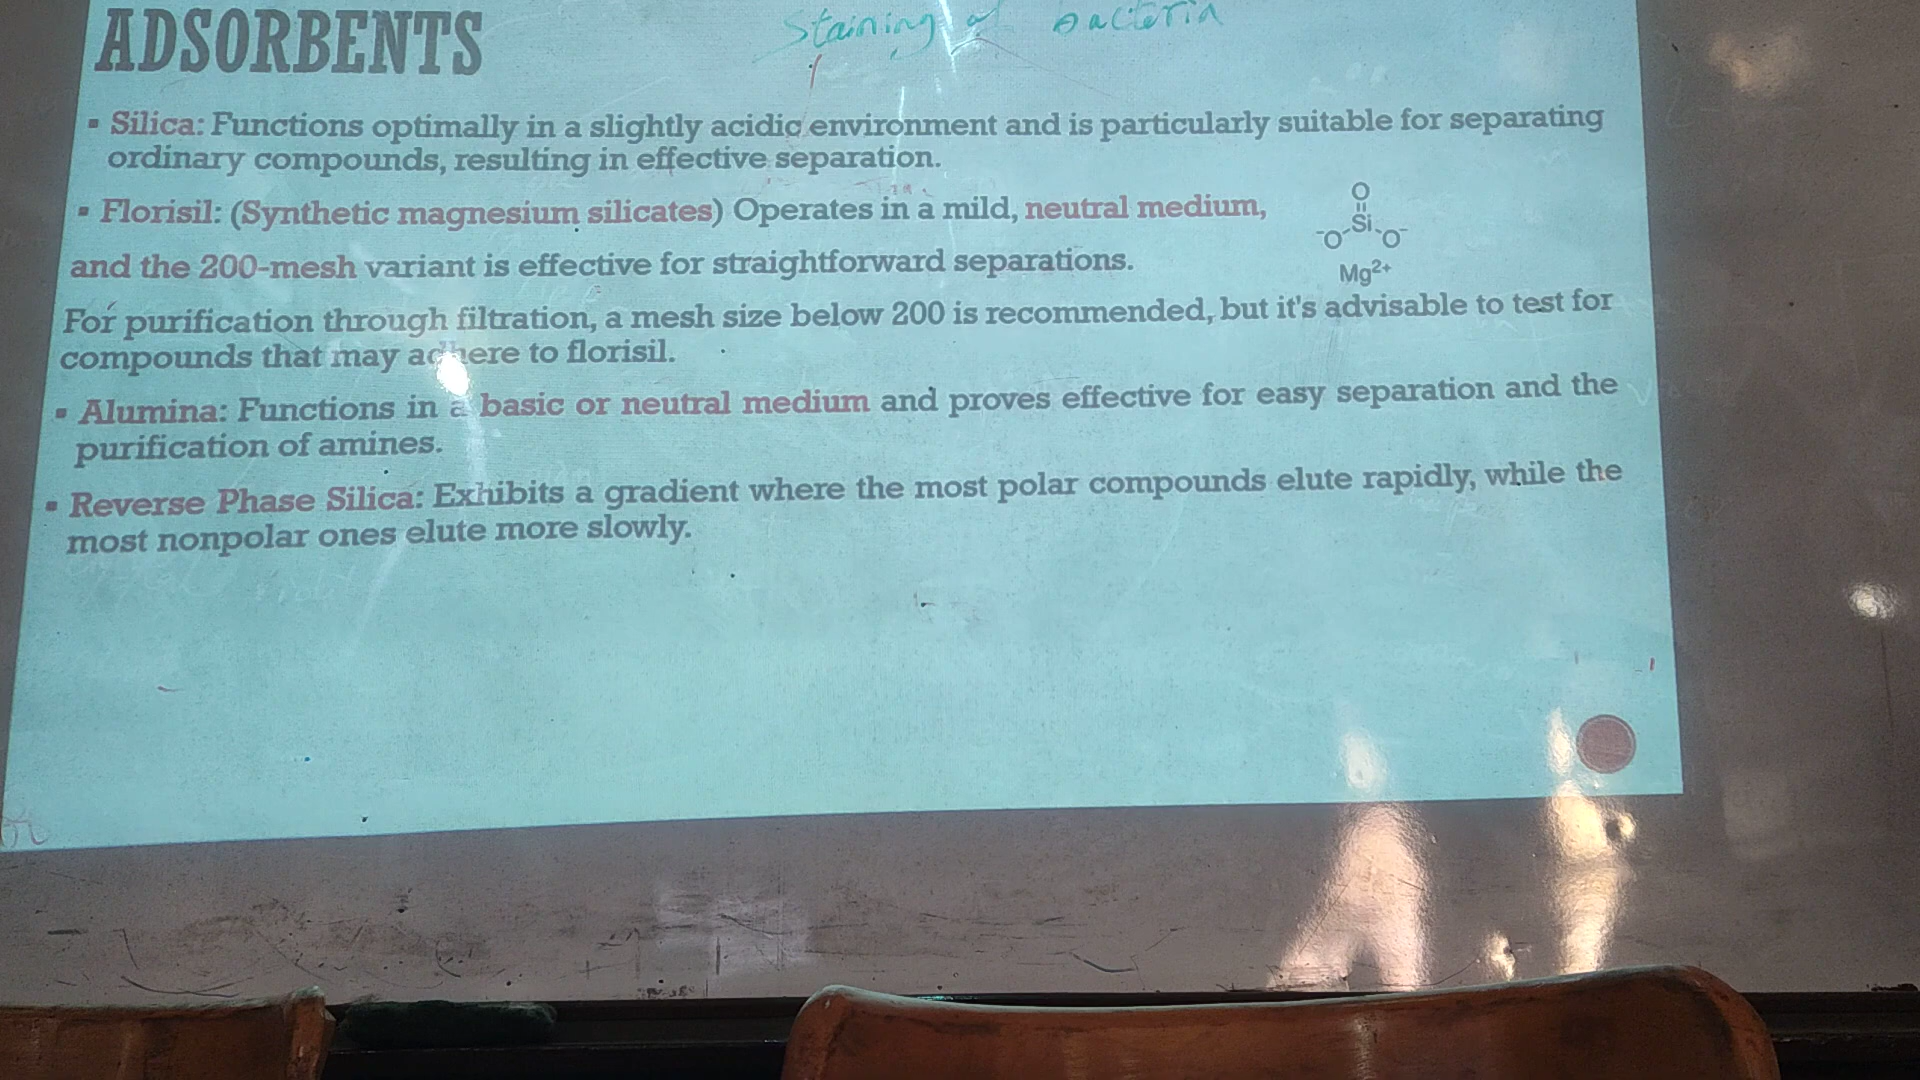 ADSORBENTS
Staining of bacteria
▪ Silica: Functions optimally in a slightly acidic environment and is particularly suitable for separating
ordinary compounds, resulting in effective separation.
▪ Florisil: (Synthetic magnesium silicates) Operates in a mild, neutral medium,
and the 200-mesh variant is effective for straightforward separations.
O
Si
-O O-
Mg2+
For purification through filtration, a mesh size below 200 is recommended, but it's advisable to test for
compounds that may adhere to florisil.
▪ Alumina: Functions in a basic or neutral medium and proves effective for easy separation and the
purification of amines.
▪ Reverse Phase Silica: Exhibits a gradient where the most polar compounds elute rapidly, while the
most nonpolar ones elute more slowly.